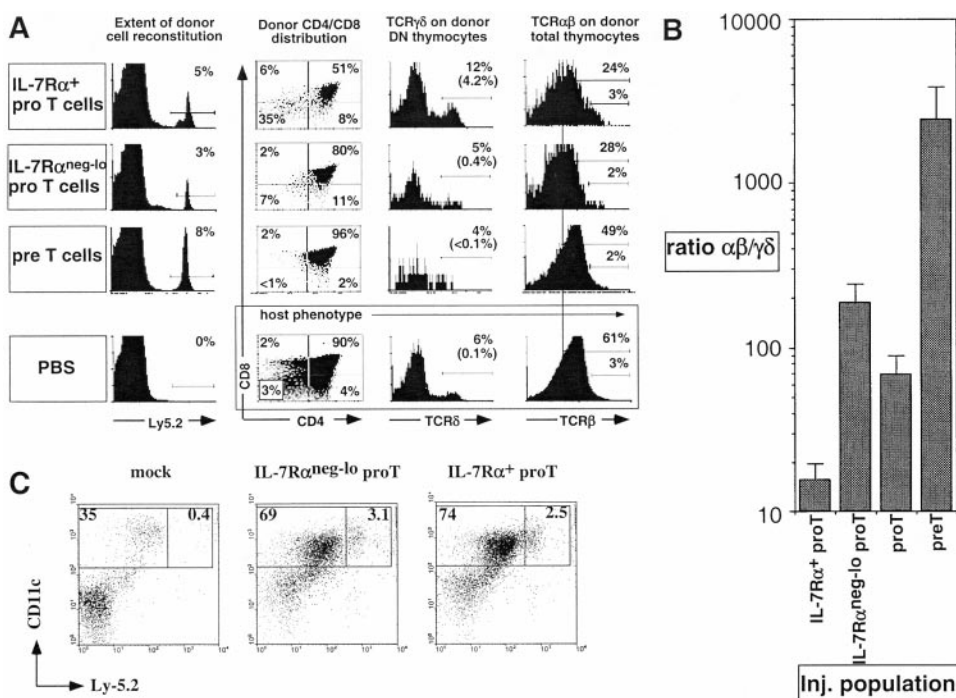 A
Extent of donor cell reconstitution
Donor CD4/CD8 distribution
TCRγδ on donor DN thymocytes
TCRαβ on donor total thymocytes
IL-7Rα+ pro T cells
5%
6% 51%
35% 8%
12%
(4.2%)
24%
3%
IL-7Rαneg-lo pro T cells
3%
2% 80%
7% 11%
5%
(0.4%)
28%
2%
pre T cells
8%
2% 96%
<1% 2%
4%
(<0.1%)
49%
2%
host phenotype
PBS
0%
2% 90%
3% 4%
6%
(0.1%)
61%
3%
CD8
Ly5.2
CD4
TCRδ
TCRβ
B
10000
1000
100
10
ratio αβ/γδ
IL-7Rα+ proT
IL-7Rαneg-lo proT
proT
preT
Inj. population
C
mock
IL-7Rαneg-lo proT
IL-7Rα+ proT
35 0.4
69 3.1
74 2.5
CD11c
Ly-5.2